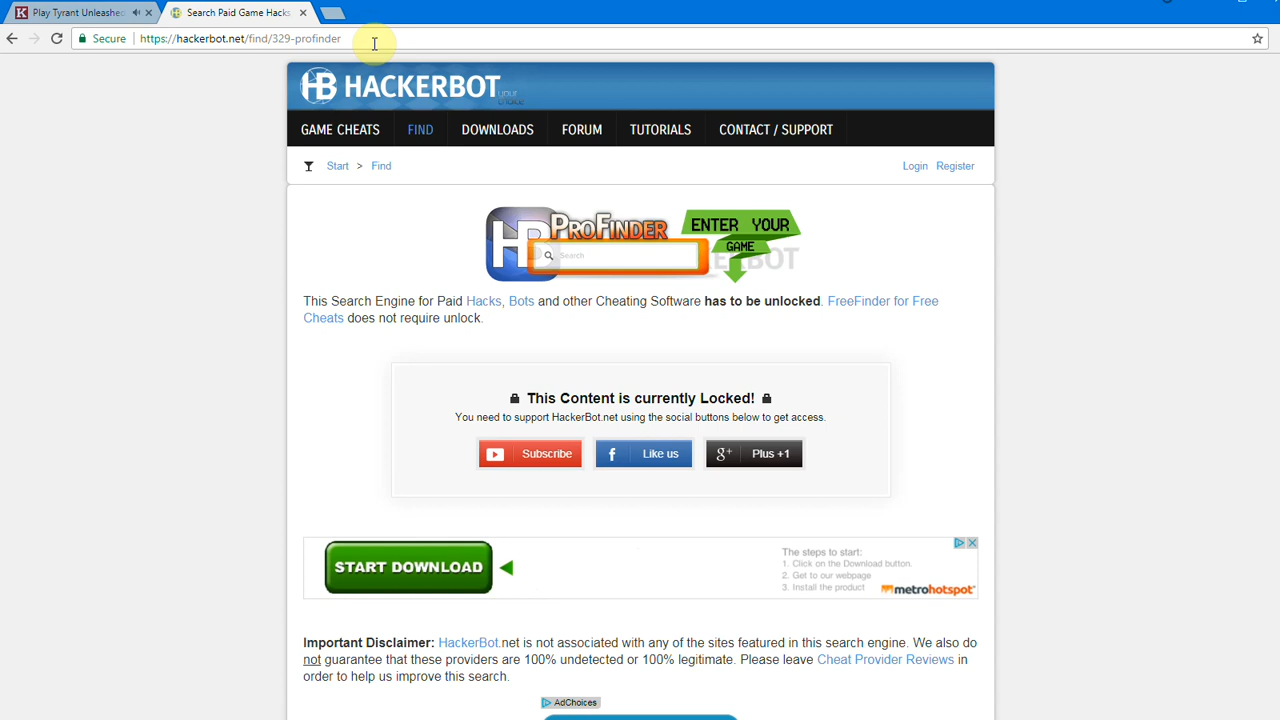 Play Tyrant Unleashed
Search Paid Game Hacks
Secure
https://hackerbot.net/find/329-profinder
HB HACKERBOT
your choice
GAME CHEATS FIND DOWNLOADS FORUM TUTORIALS CONTACT / SUPPORT
Start > Find
Login Register
PROFINDER
ENTER YOUR
GAME
Search
This Search Engine for Paid Hacks, Bots and other Cheating Software has to be unlocked. FreeFinder for Free
Cheats does not require unlock.
This Content is currently Locked!
You need to support HackerBot.net using the social buttons below to get access.
Subscribe
Like us
g+ Plus +1
START DOWNLOAD
The steps to start:
1. Click on the Download button.
2. Get to our webpage
3. Install the product
metrohotspot
Important Disclaimer: HackerBot.net is not associated with any of the sites featured in this search engine. We also do
not guarantee that these providers are 100% undetected or 100% legitimate. Please leave Cheat Provider Reviews in
order to help us improve this search.
AdChoices